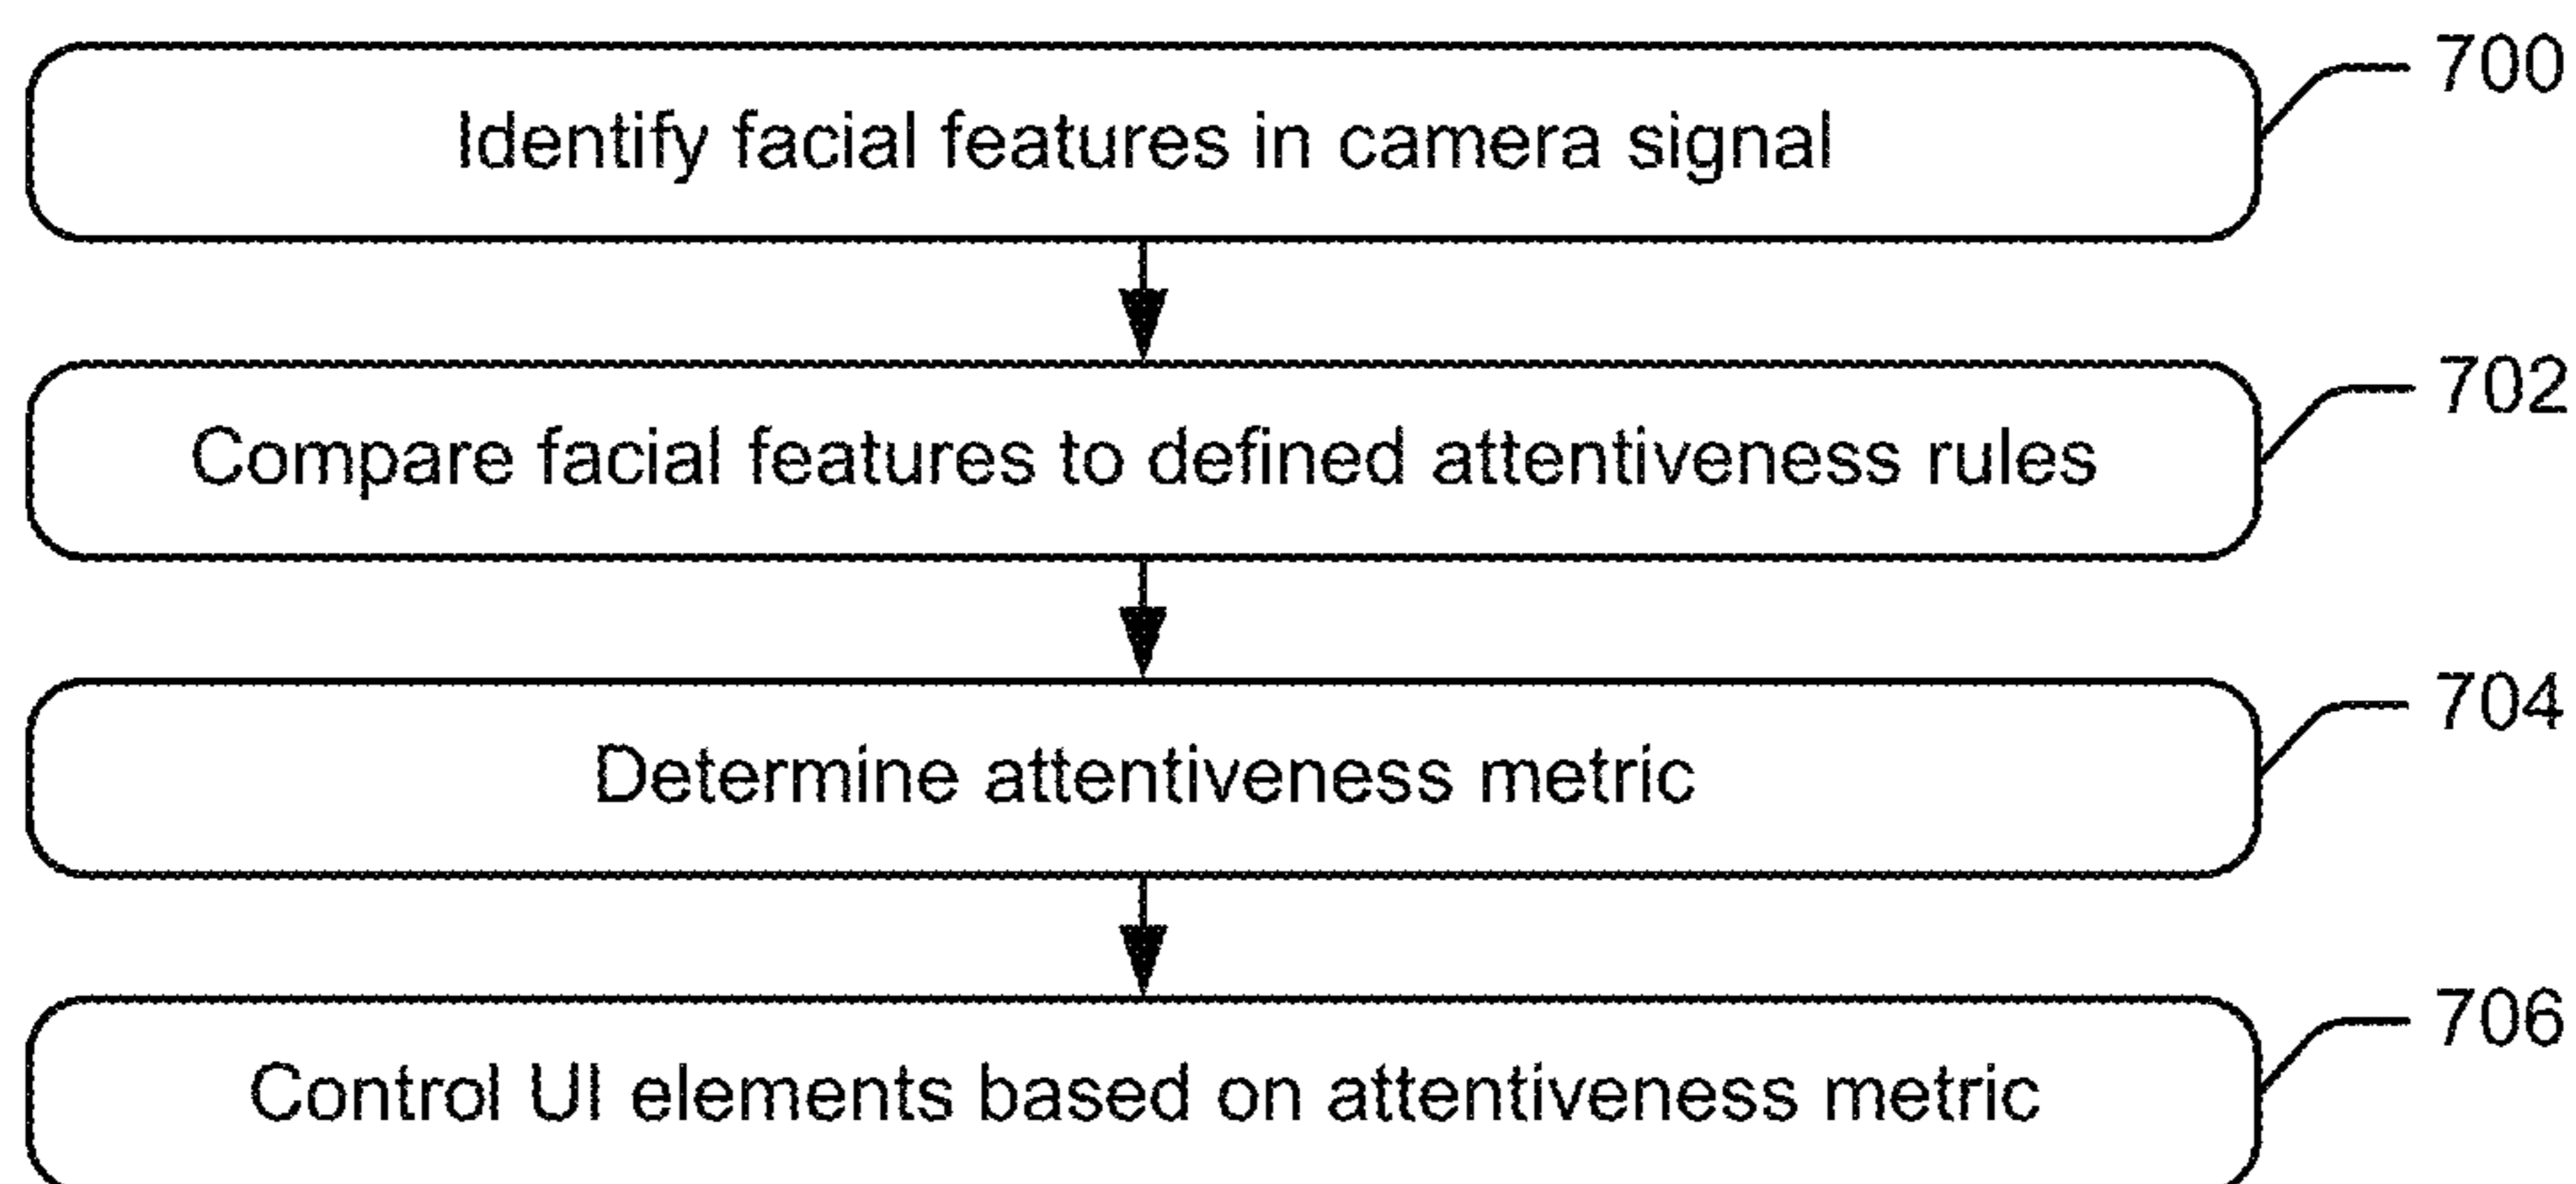 Identify facial features in camera signal
700
Compare facial features to defined attentiveness rules
702
Determine attentiveness metric
704
Control UI elements based on attentiveness metric
706